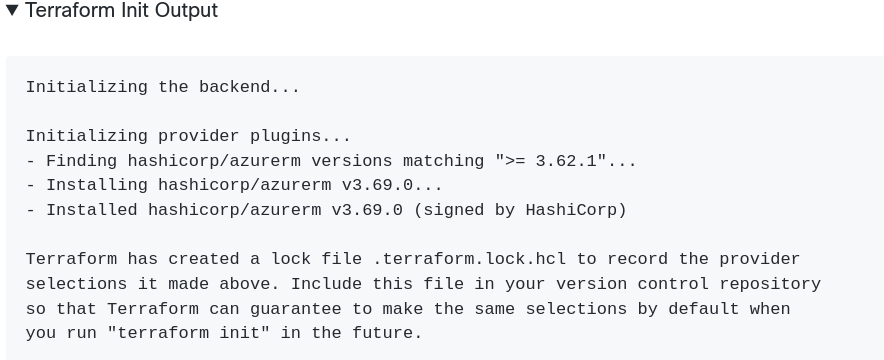 ▼ Terraform Init Output
Initializing the backend...
Initializing provider plugins...
- Finding hashicorp/azurerm versions matching ">= 3.62.1"...
- Installing hashicorp/azurerm v3.69.0...
- Installed hashicorp/azurerm v3.69.0 (signed by HashiCorp)
Terraform has created a lock file .terraform.lock.hcl to record the provider
selections it made above. Include this file in your version control repository
so that Terraform can guarantee to make the same selections by default when
you run "terraform init" in the future.